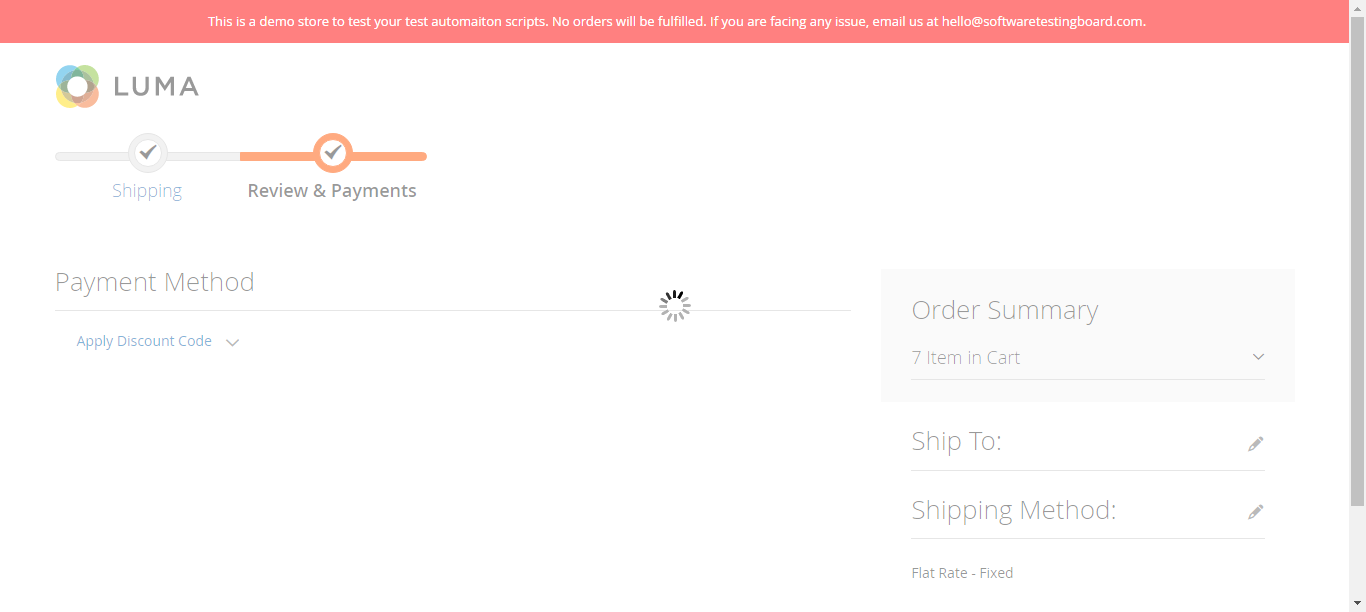 This is a demo store to test your test automaiton scripts. No orders will be fulfilled. If you are facing any issue, email us at hello@softwaretestingboard.com.
LUMA
Shipping
Review & Payments
Payment Method
Apply Discount Code
Order Summary
7 Item in Cart
Ship To:
Shipping Method:
Flat Rate - Fixed